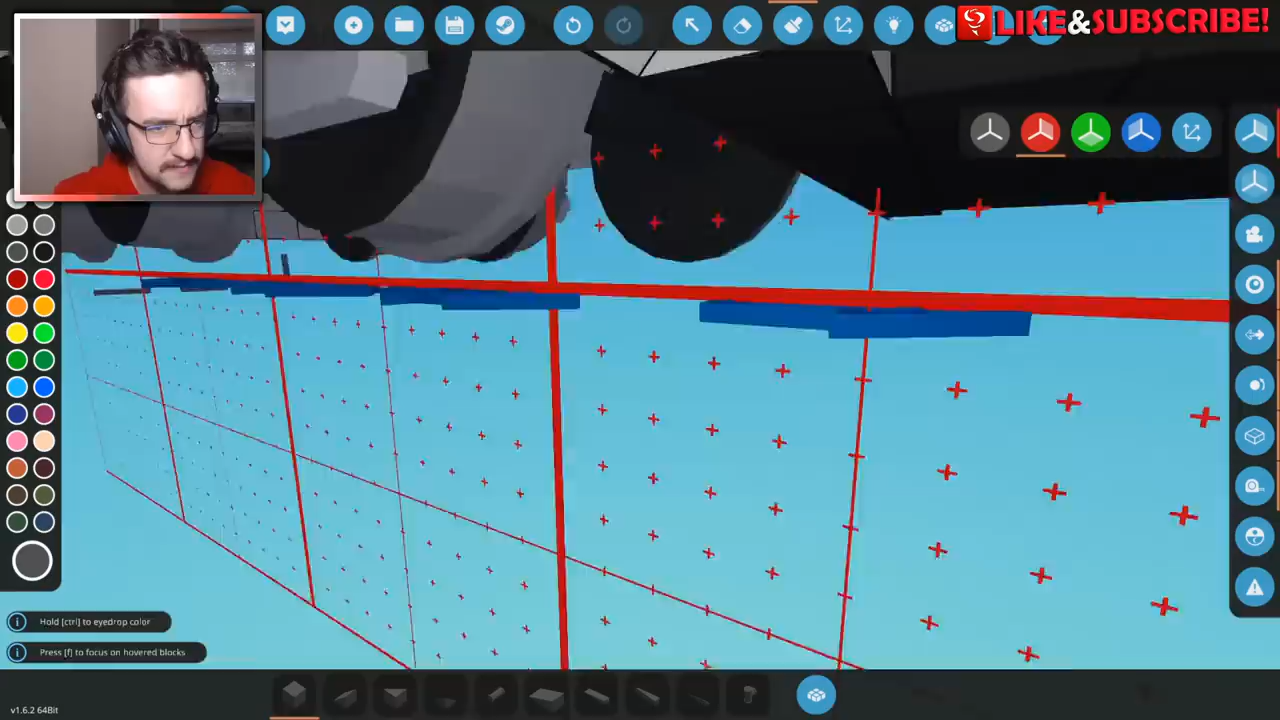 LIKE&SUBSCRIBE!
Hold [ctrl] to eyedrop color
Press [f] to focus on hovered blocks
v1.6.2 64Bit